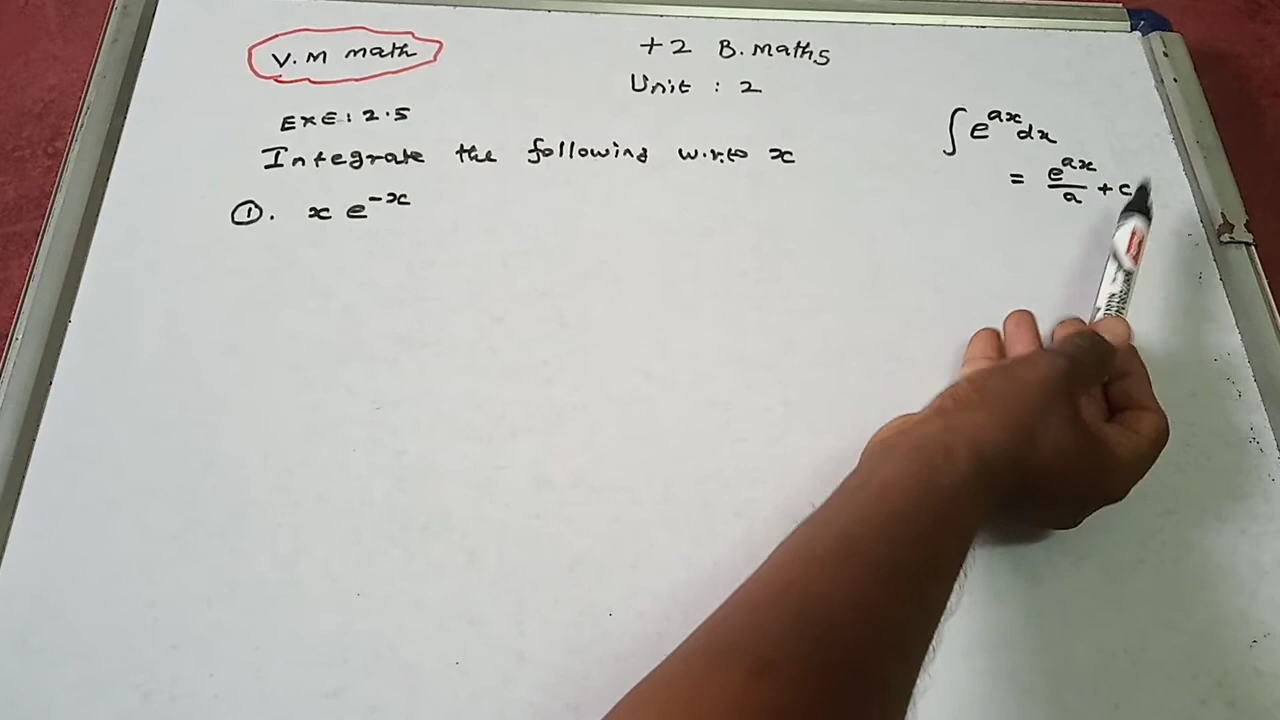 V.M math
+2 B.Maths
Unit : 2
EXE: 2.5
Integrate the following w.r.to x
①. x e^{-x}
∫e^{ax}dx
= e^{ax}/a + c